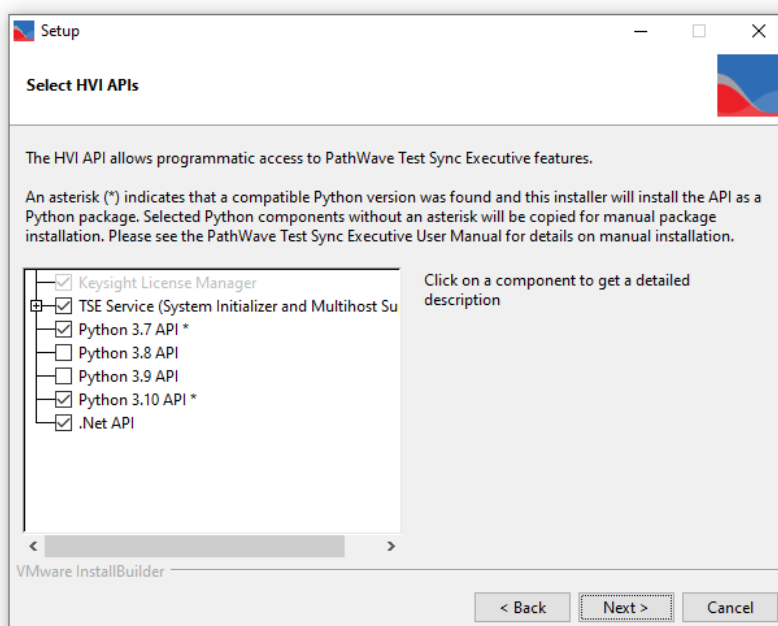 Setup
Select HVI APIs
The HVI API allows programmatic access to PathWave Test Sync Executive features.
An asterisk (*) indicates that a compatible Python version was found and this installer will install the API as a
Python package. Selected Python components without an asterisk will be copied for manual package
installation. Please see the PathWave Test Sync Executive User Manual for details on manual installation.
Keysight License Manager
TSE Service (System Initializer and Multihost Su
Python 3.7 API *
Python 3.8 API
Python 3.9 API
Python 3.10 API *
.Net API
Click on a component to get a detailed
description
VMware InstallBuilder
< Back
Next >
Cancel